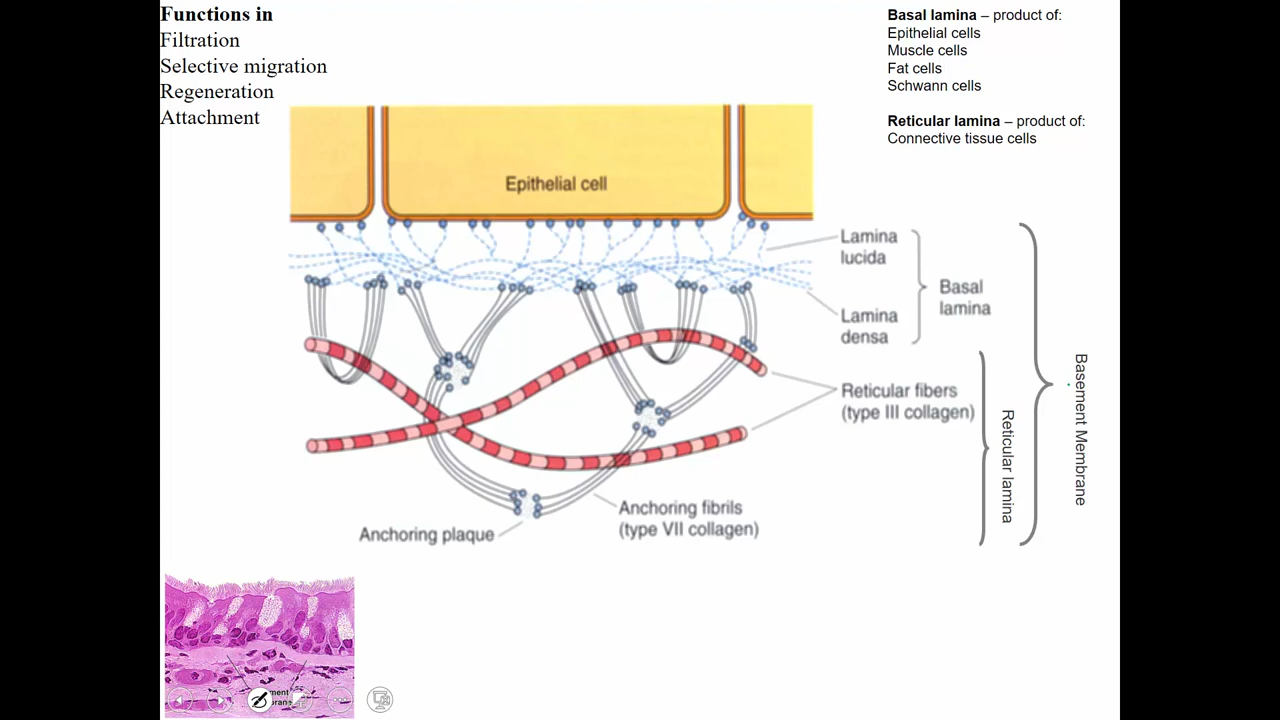 Functions in
Filtration
Selective migration
Regeneration
Attachment
Basal lamina – product of:
Epithelial cells
Muscle cells
Fat cells
Schwann cells
Reticular lamina – product of:
Connective tissue cells
Epithelial cell
Lamina
lucida
Lamina
densa
Basal
lamina
Reticular fibers
(type III collagen)
Reticular lamina
Basement Membrane
Anchoring fibrils
(type VII collagen)
Anchoring plaque